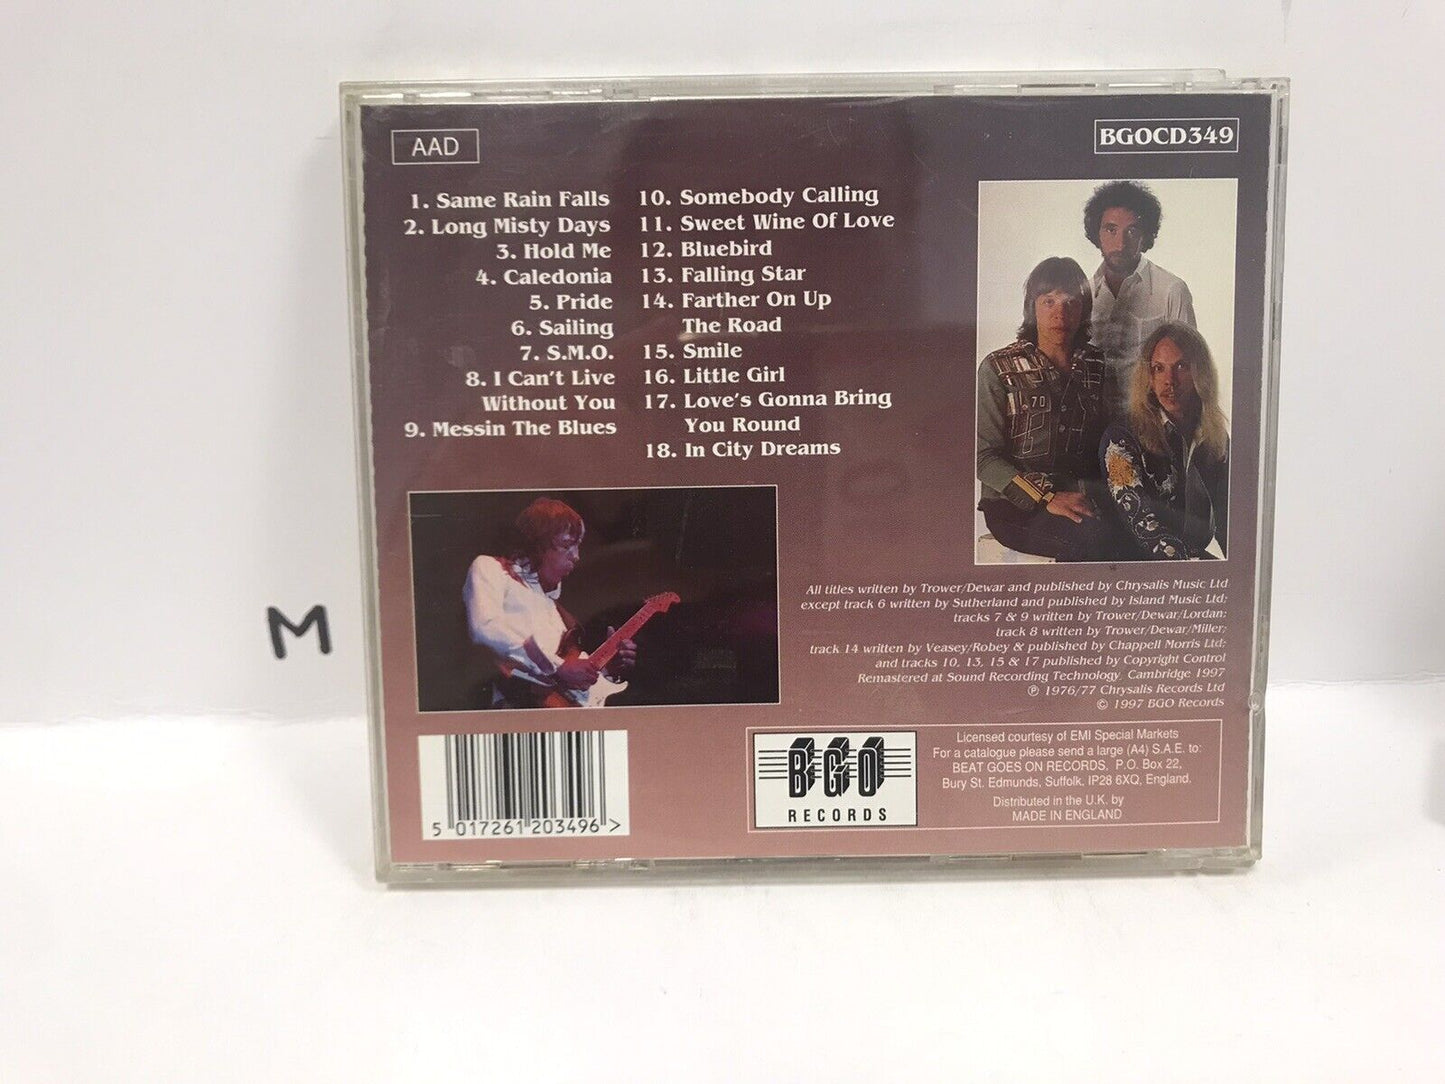 AAD
BGOCD349
1. Same Rain Falls
2. Long Misty Days
3. Hold Me
4. Caledonia
5. Pride
6. Sailing
7. S.M.O.
8. I Can't Live
Without You
9. Messin The Blues
10. Somebody Calling
11. Sweet Wine Of Love
12. Bluebird
13. Falling Star
14. Farther On Up
The Road
15. Smile
16. Little Girl
17. Love's Gonna Bring
You Round
18. In City Dreams
70
M
All titles written by Trower/Dewar and published by Chrysalis Music Ltd
except track 6 written by Sutherland and published by Island Music Ltd;
tracks 7 & 9 written by Trower/Dewar/Lordan;
track 8 written by Trower/Dewar/Miller;
track 14 written by Veasey/Robey & published by Chappell Morris Ltd;
and tracks 10, 13, 15 & 17 published by Copyright Control
Remastered at Sound Recording Technology, Cambridge 1997
℗ 1976/77 Chrysalis Records Ltd
© 1997 BGO Records
5 017261 203496 >
BGO
RECORDS
Licensed courtesy of EMI Special Markets
For a catalogue please send a large (A4) S.A.E. to:
BEAT GOES ON RECORDS, P.O. Box 22,
Bury St. Edmunds, Suffolk, IP28 6XQ, England.
Distributed in the U.K. by
MADE IN ENGLAND